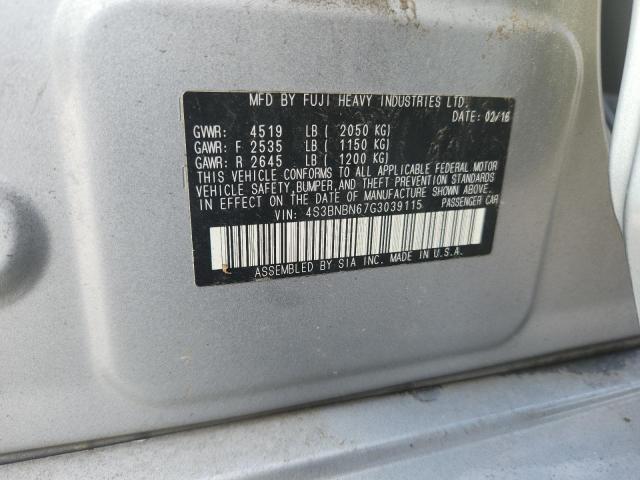 MFD BY FUJI HEAVY INDUSTRIES LTD.
DATE: 02/16
GVWR: 4519 LB ( 2050 KG)
GAWR: F 2535 LB ( 1150 KG)
GAWR: R 2645 LB ( 1200 KG)
THIS VEHICLE CONFORMS TO ALL APPLICABLE FEDERAL MOTOR
VEHICLE SAFETY, BUMPER, AND THEFT PREVENTION STANDARDS
IN EFFECT ON THE DATE OF MANUFACTURE SHOWN ABOVE.
VIN: 4S3BNBN67G3039115 PASSENGER CAR
ASSEMBLED BY SIA INC. MADE IN U.S.A.